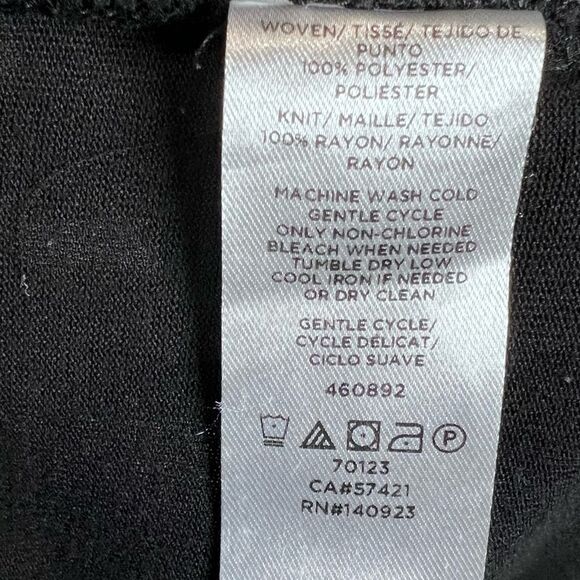 WOVEN/ TISSÉ/ TEJIDO DE
PUNTO
100% POLYESTER/
POLIESTER
KNIT/ MAILLE/ TEJIDO
100% RAYON/ RAYONNE/
RAYON
MACHINE WASH COLD
GENTLE CYCLE
ONLY NON-CHLORINE
BLEACH WHEN NEEDED
TUMBLE DRY LOW
COOL IRON IF NEEDED
OR DRY CLEAN
GENTLE CYCLE/
CYCLE DÉLICAT/
CICLO SUAVE
460892
P
70123
CA#57421
RN#140923